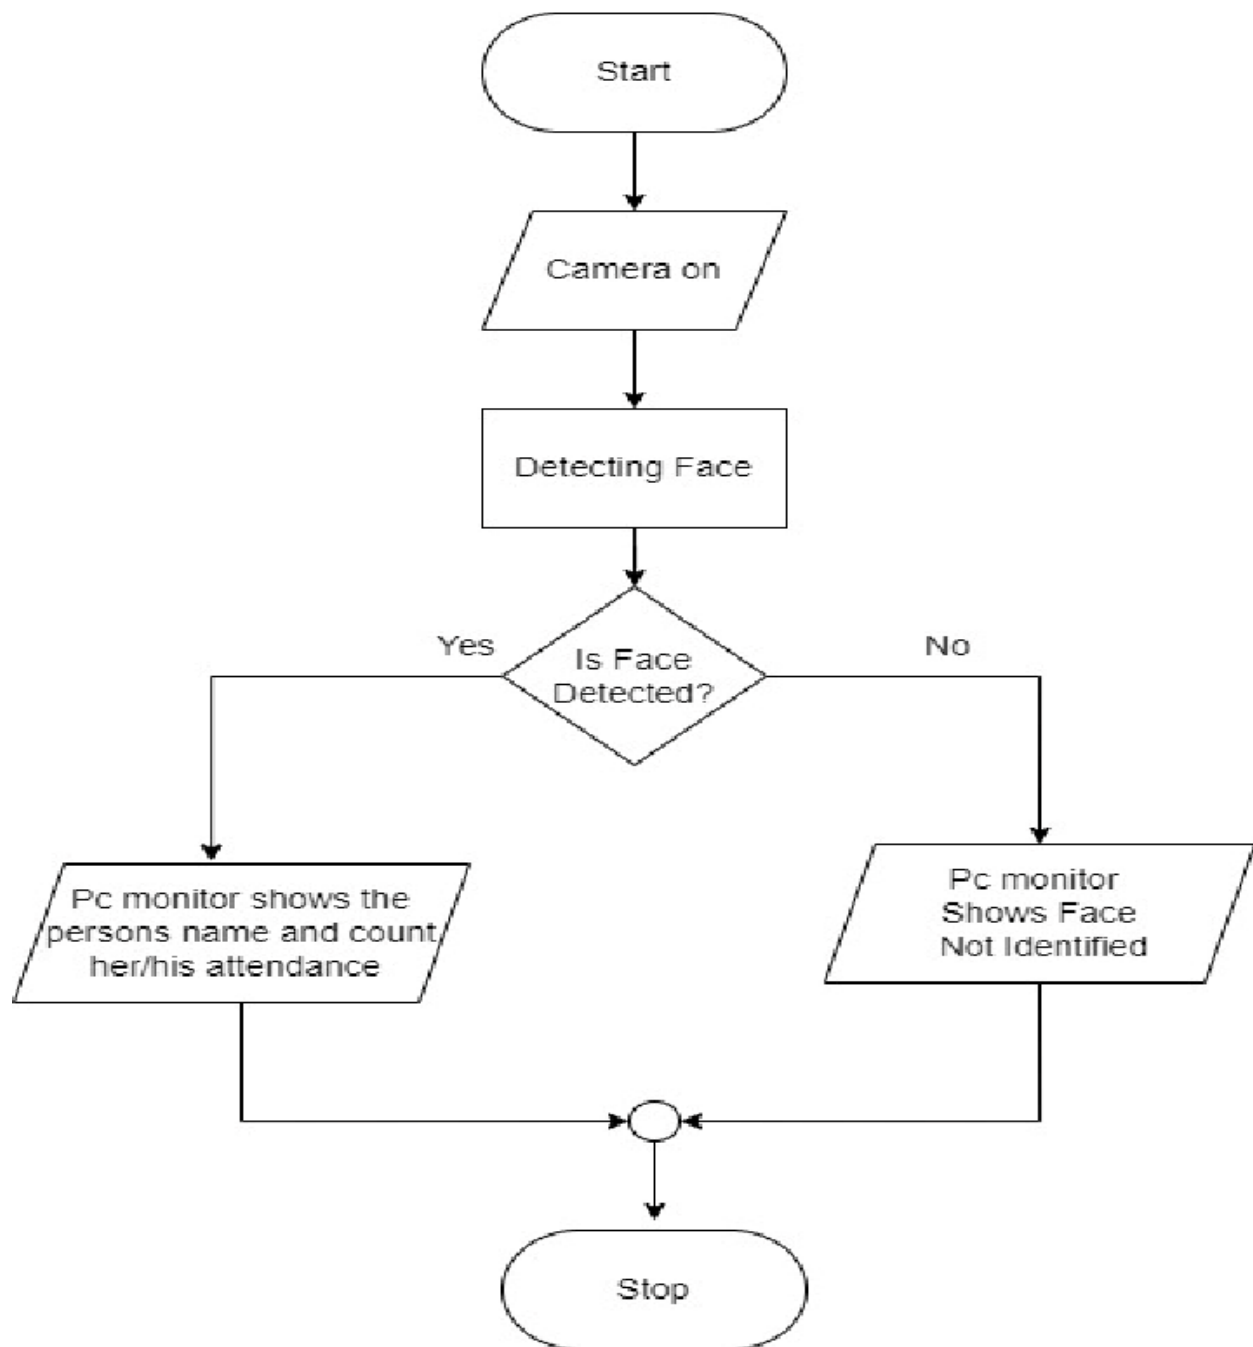 Start
Camera on
Detecting Face
Yes
No
Is Face
Detected?
Pc monitor shows the
persons name and count
her/his attendance
Pc monitor
Shows Face
Not Identified
Stop